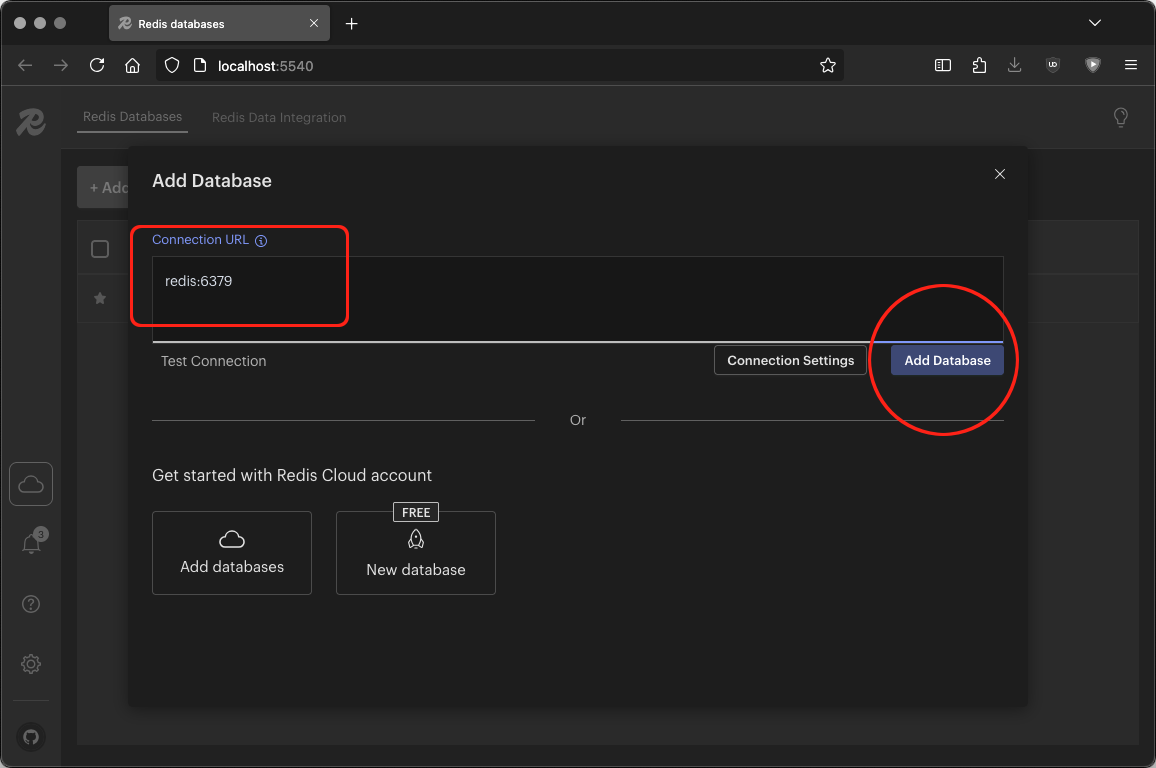 Redis databases
localhost:5540
Redis Databases
Redis Data Integration
+ Add
Add Database
Connection URL
redis:6379
Test Connection
Connection Settings
Add Database
Or
Get started with Redis Cloud account
FREE
Add databases
New database
3